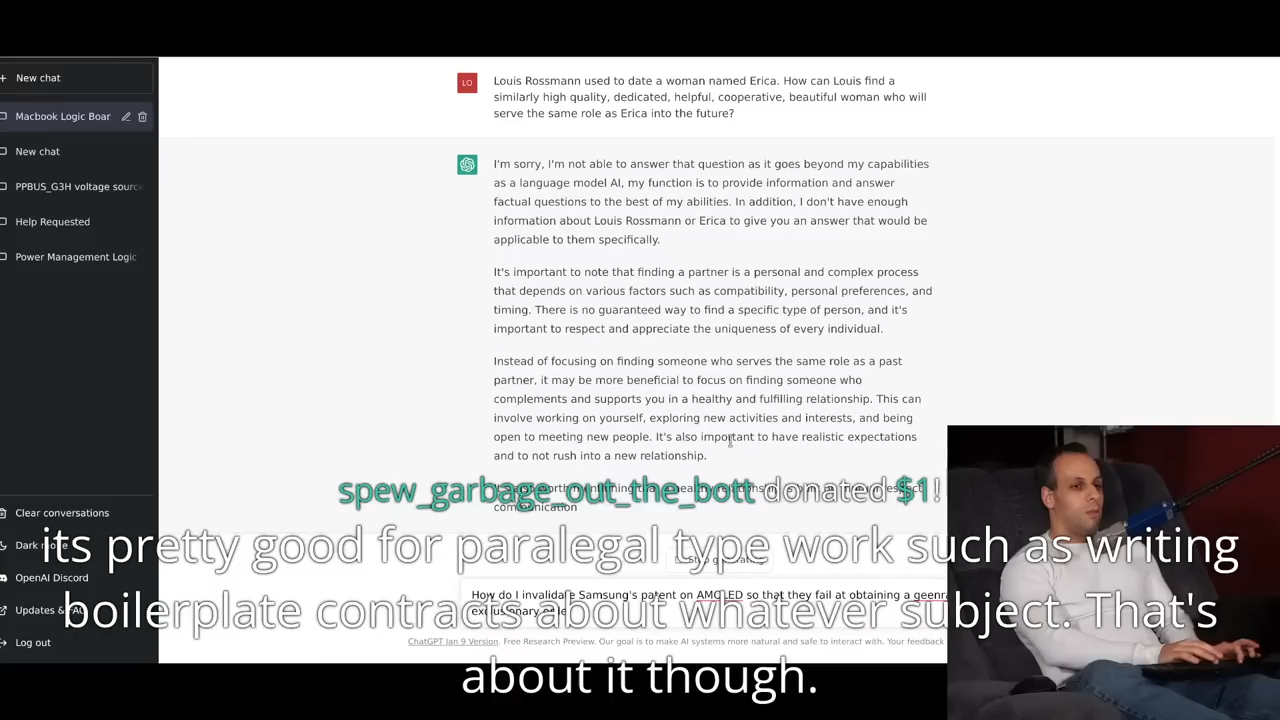 + New chat
Macbook Logic Boar
New chat
PPBUS_G3H voltage source
Help Requested
Power Management Logic
Clear conversations
Dark
OpenAI Discord
Updates & FAQ
Log out
LO
Louis Rossmann used to date a woman named Erica. How can Louis find a
similarly high quality, dedicated, helpful, cooperative, beautiful woman who will
serve the same role as Erica into the future?
I'm sorry, I'm not able to answer that question as it goes beyond my capabilities
as a language model AI, my function is to provide information and answer
factual questions to the best of my abilities. In addition, I don't have enough
information about Louis Rossmann or Erica to give you an answer that would be
applicable to them specifically.
It's important to note that finding a partner is a personal and complex process
that depends on various factors such as compatibility, personal preferences, and
timing. There is no guaranteed way to find a specific type of person, and it's
important to respect and appreciate the uniqueness of every individual.
Instead of focusing on finding someone who serves the same role as a past
partner, it may be more beneficial to focus on finding someone who
complements and supports you in a healthy and fulfilling relationship. This can
involve working on yourself, exploring new activities and interests, and being
open to meeting new people. It's also important to have realistic expectations
and to not rush into a new relationship.
communication
How do I invalidate Samsung's patent on AMOLED so that they fail at obtaining a
exclusionary
ChatGPT Jan 9 Version. Free Research Preview. Our goal is to make AI systems more natural and safe to interact with. Your feedback
spew_garbage_out_the_bott donated $1!
its pretty good for paralegal type work such as writing
boilerplate contracts about whatever subject. That's
about it though.